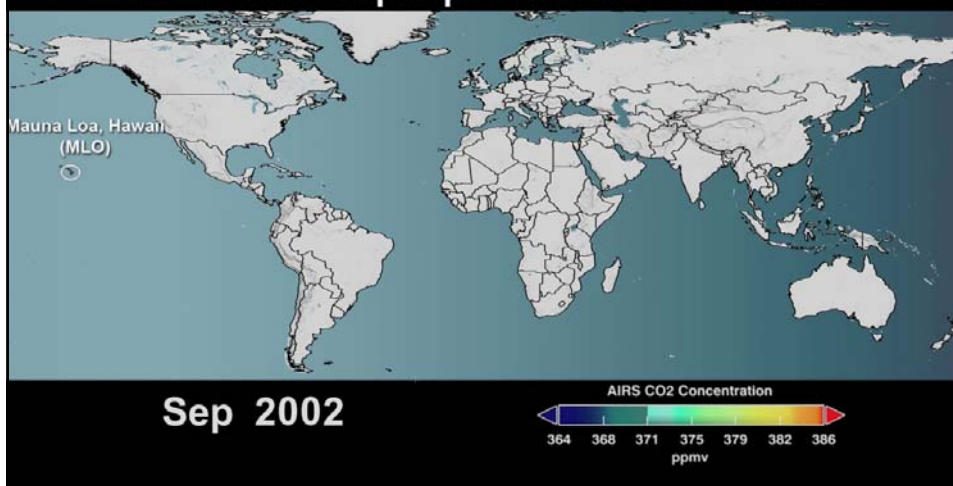 Mauna Loa, Hawaii
(MLO)
Sep 2002
AIRS CO2 Concentration
364 368 371 375 379 382 386
ppmv